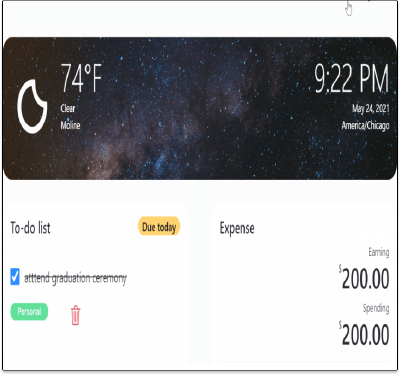 74°F
Clear
Moline
9:22 PM
May 24, 2021
America/Chicago
To-do list
Due today
atttend graduation ceremony
Personal
Expense
Earning
$200.00
Spending
$200.00